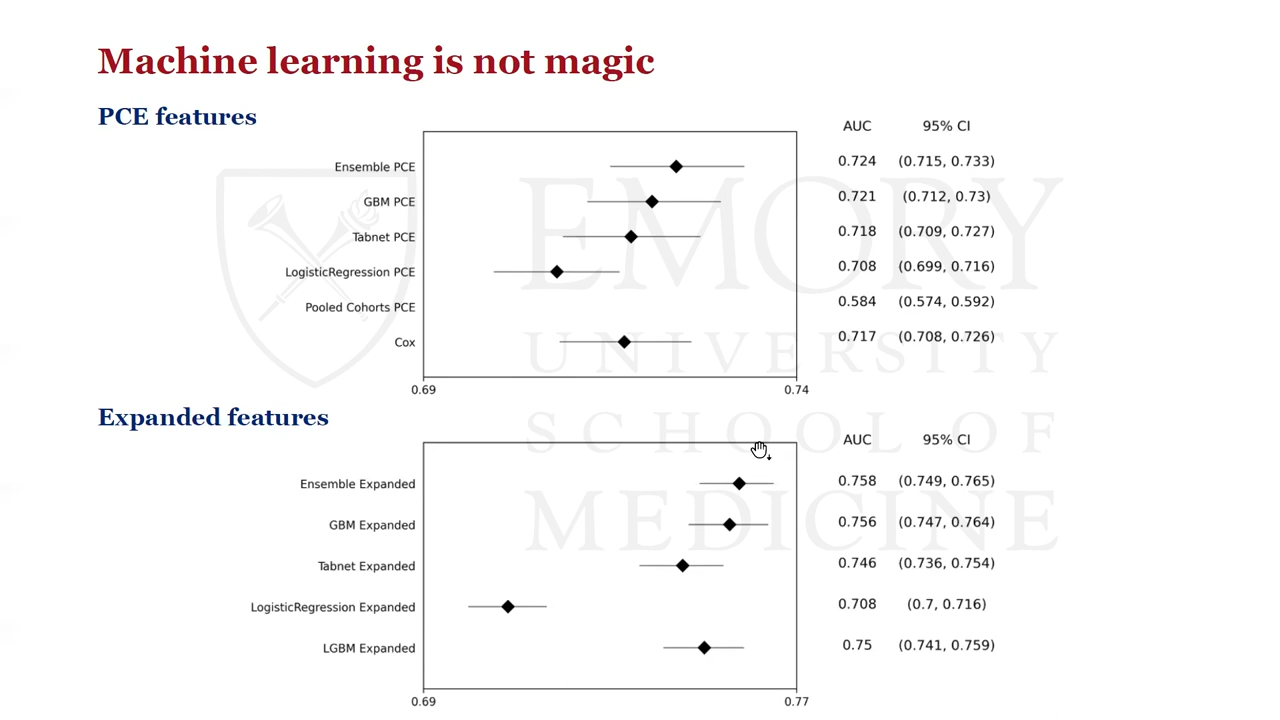 Machine learning is not magic
PCE features
AUC 95% CI
Ensemble PCE 0.724 (0.715, 0.733)
GBM PCE 0.721 (0.712, 0.73)
Tabnet PCE 0.718 (0.709, 0.727)
LogisticRegression PCE 0.708 (0.699, 0.716)
Pooled Cohorts PCE 0.584 (0.574, 0.592)
Cox 0.717 (0.708, 0.726)
0.69 0.74
Expanded features
AUC 95% CI
Ensemble Expanded 0.758 (0.749, 0.765)
GBM Expanded 0.756 (0.747, 0.764)
Tabnet Expanded 0.746 (0.736, 0.754)
LogisticRegression Expanded 0.708 (0.7, 0.716)
LGBM Expanded 0.75 (0.741, 0.759)
0.69 0.77
EMORY
UNIVERSITY
SCHOOL OF
MEDICINE